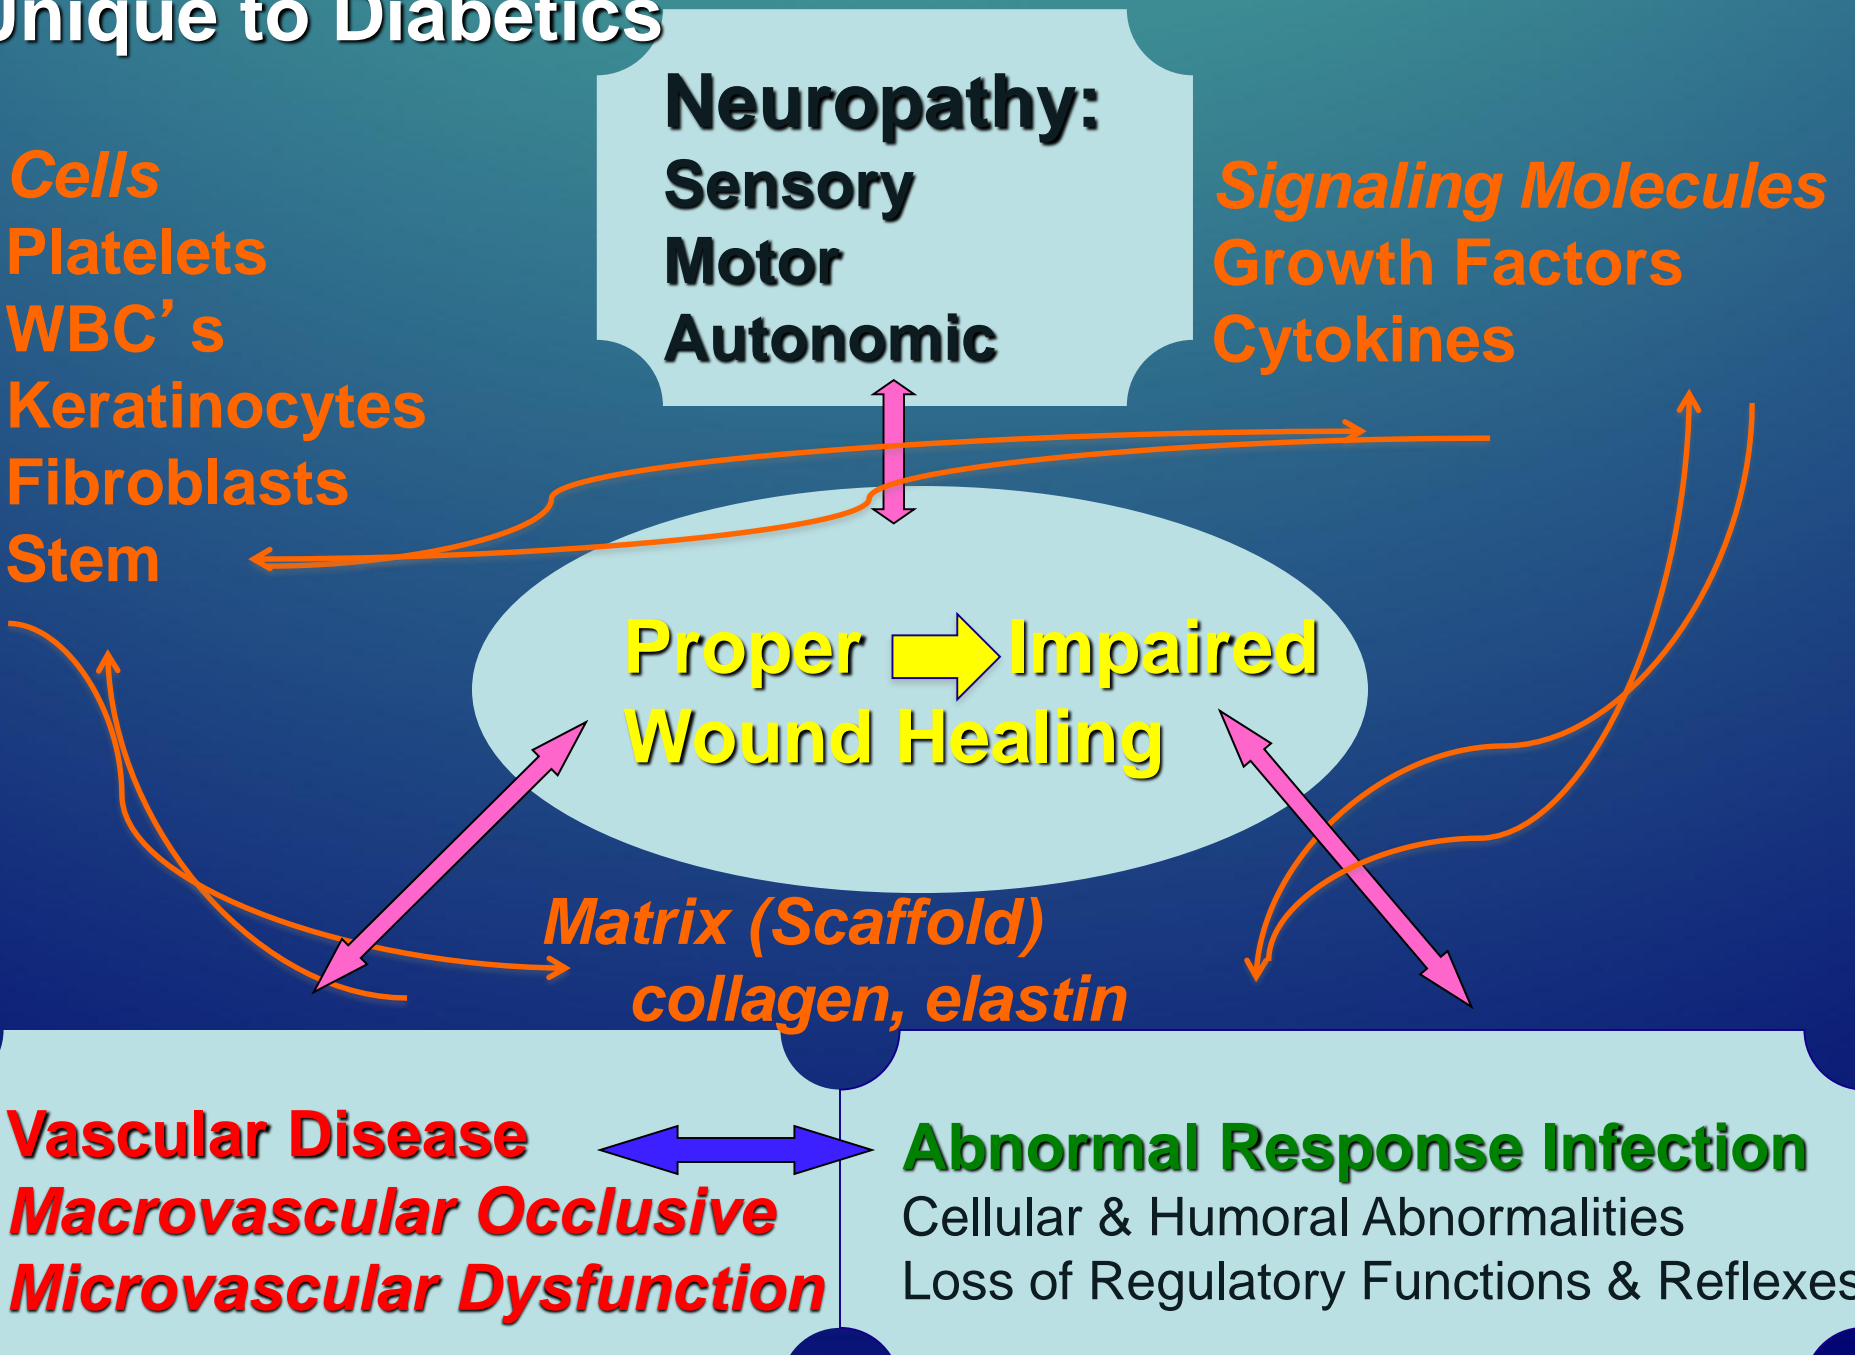 Unique to Diabetics
Neuropathy:
Sensory
Motor
Autonomic
Cells
Platelets
WBC’s
Keratinocytes
Fibroblasts
Stem
Signaling Molecules
Growth Factors
Cytokines
Proper Impaired
Wound Healing
Matrix (Scaffold)
collagen, elastin
Vascular Disease
Macrovascular Occlusive
Microvascular Dysfunction
Abnormal Response Infection
Cellular & Humoral Abnormalities
Loss of Regulatory Functions & Reflexes